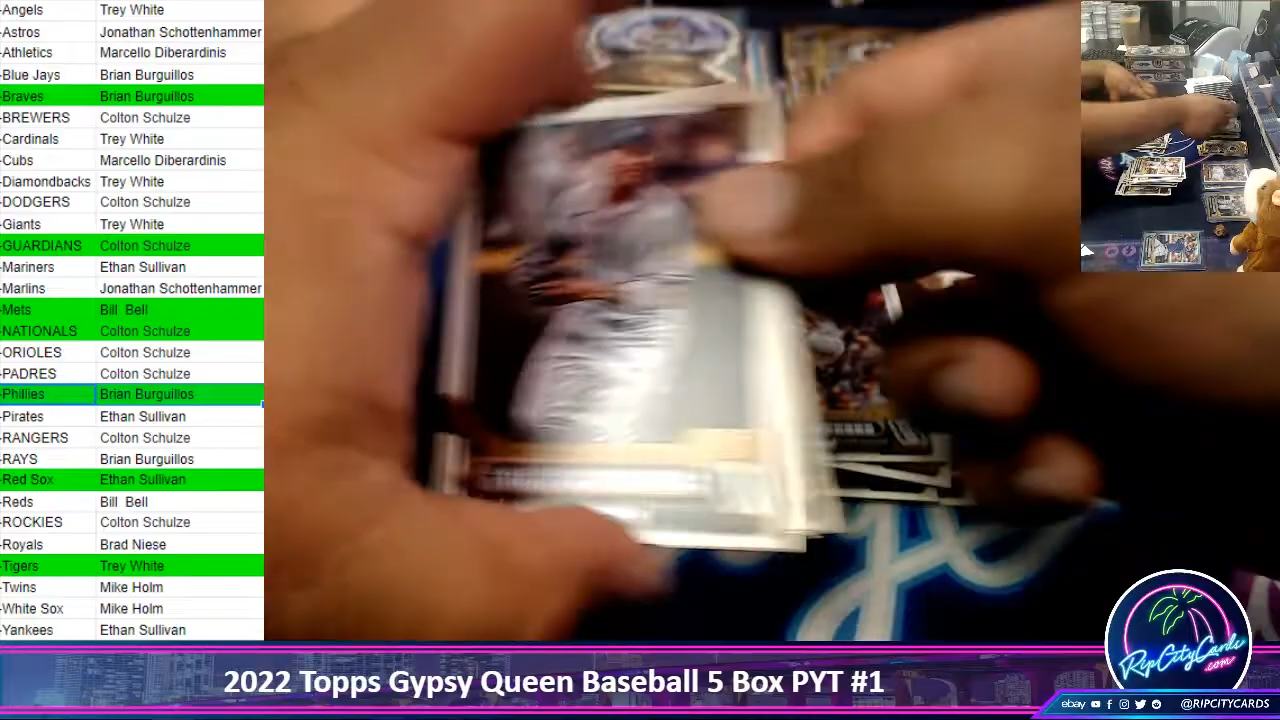 -Angels Trey White
-Astros Jonathan Schottenhammer
-Athletics Marcello Diberardinis
-Blue Jays Brian Burguillos
-Braves Brian Burguillos
-BREWERS Colton Schulze
-Cardinals Trey White
-Cubs Marcello Diberardinis
-Diamondbacks Trey White
-DODGERS Colton Schulze
-Giants Trey White
-GUARDIANS Colton Schulze
-Mariners Ethan Sullivan
-Marlins Jonathan Schottenhammer
-Mets Bill Bell
-NATIONALS Colton Schulze
-ORIOLES Colton Schulze
-PADRES Colton Schulze
-Phillies Brian Burguillos
-Pirates Ethan Sullivan
-RANGERS Colton Schulze
-RAYS Brian Burguillos
-Red Sox Ethan Sullivan
-Reds Bill Bell
-ROCKIES Colton Schulze
-Royals Brad Niese
-Tigers Trey White
-Twins Mike Holm
-White Sox Mike Holm
-Yankees Ethan Sullivan
RipCityCards
.com
2022 Topps Gypsy Queen Baseball 5 Box PYT #1
ebay @RIPCITYCARDS